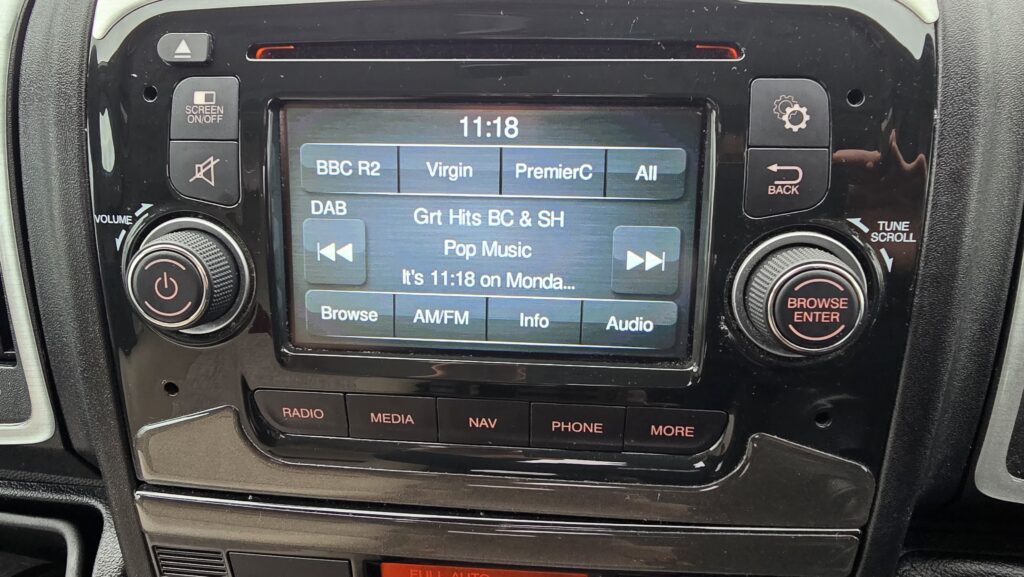 SCREEN
ON/OFF
11:18
BBC R2 Virgin PremierC All
BACK
VOLUME
DAB
Grt Hits BC & SH
TUNE
SCROLL
Pop Music
It's 11:18 on Monda...
BROWSE
ENTER
Browse AM/FM Info Audio
RADIO MEDIA NAV PHONE MORE
FULL AUTO